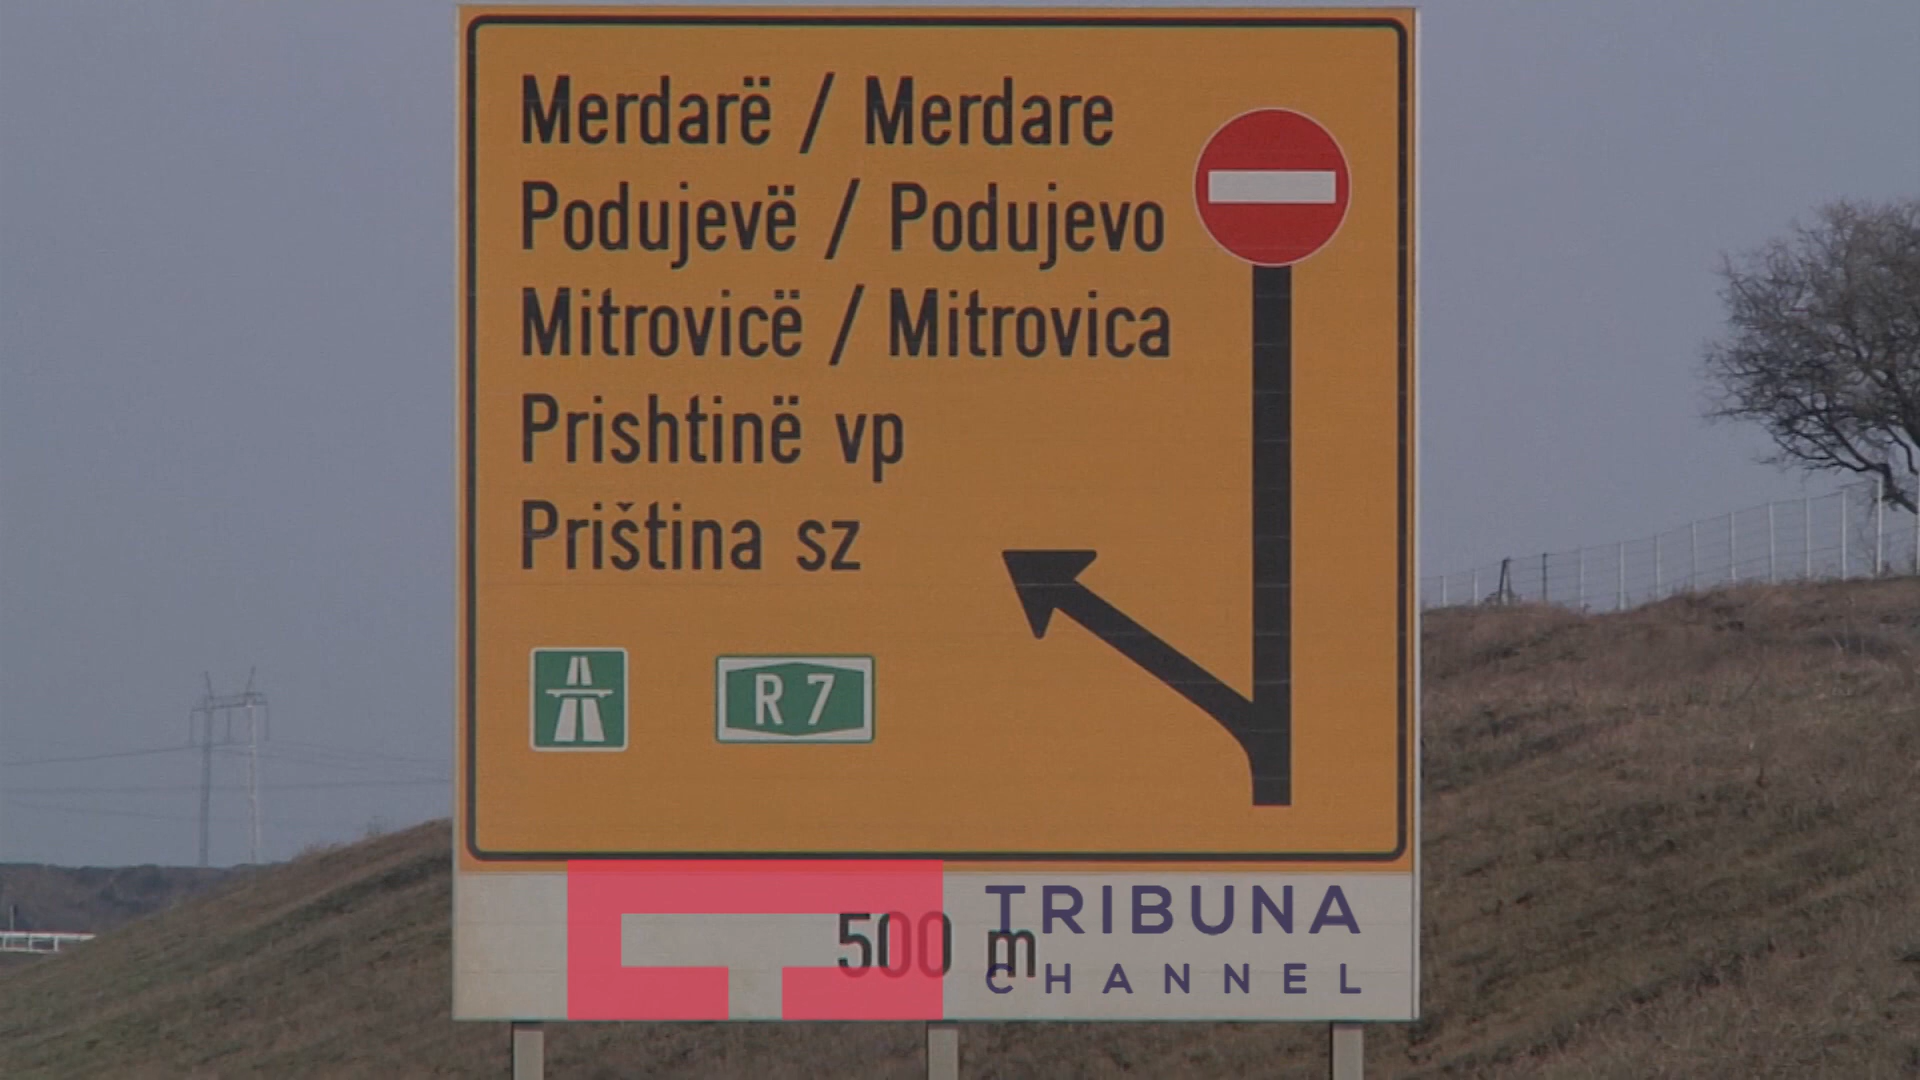 Merdarë / Merdare
Podujevë / Podujevo
Mitrovicë / Mitrovica
Prishtinë vp
Priština sz
R 7
500 m
TRIBUNA
CHANNEL